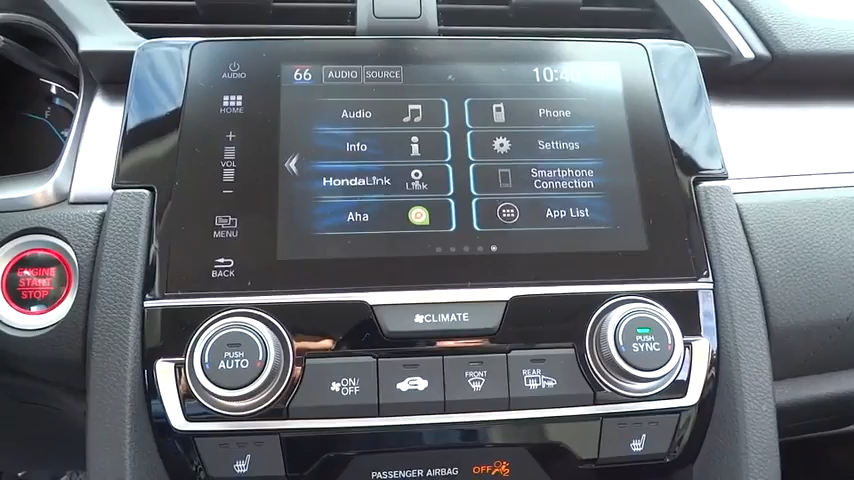 AUDIO
66 AUDIO SOURCE
HOME
VOL
MENU
BACK
Audio
Phone
Info
Settings
HondaLink
Link
Smartphone
Connection
Aha
App List
ENGINE
START
STOP
CLIMATE
PUSH
AUTO
ON/
OFF
FRONT
REAR
PUSH
SYNC
PASSENGER AIRBAG OFF